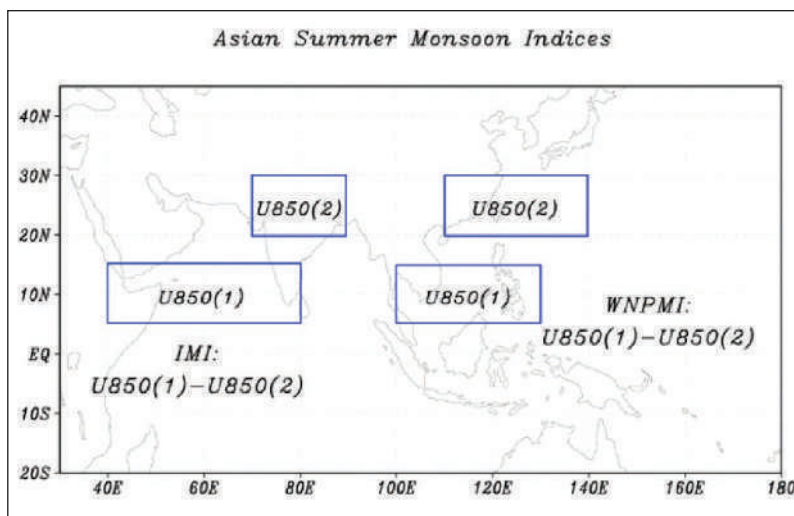 Asian Summer Monsoon Indices
40N
30N
U850(2)
U850(2)
20N
10N
U850(1)
U850(1)
WNPMI:
U850(1)-U850(2)
EQ
IMI:
U850(1)-U850(2)
10S
20S
40E
60E
80E
100E
120E
140E
160E
180